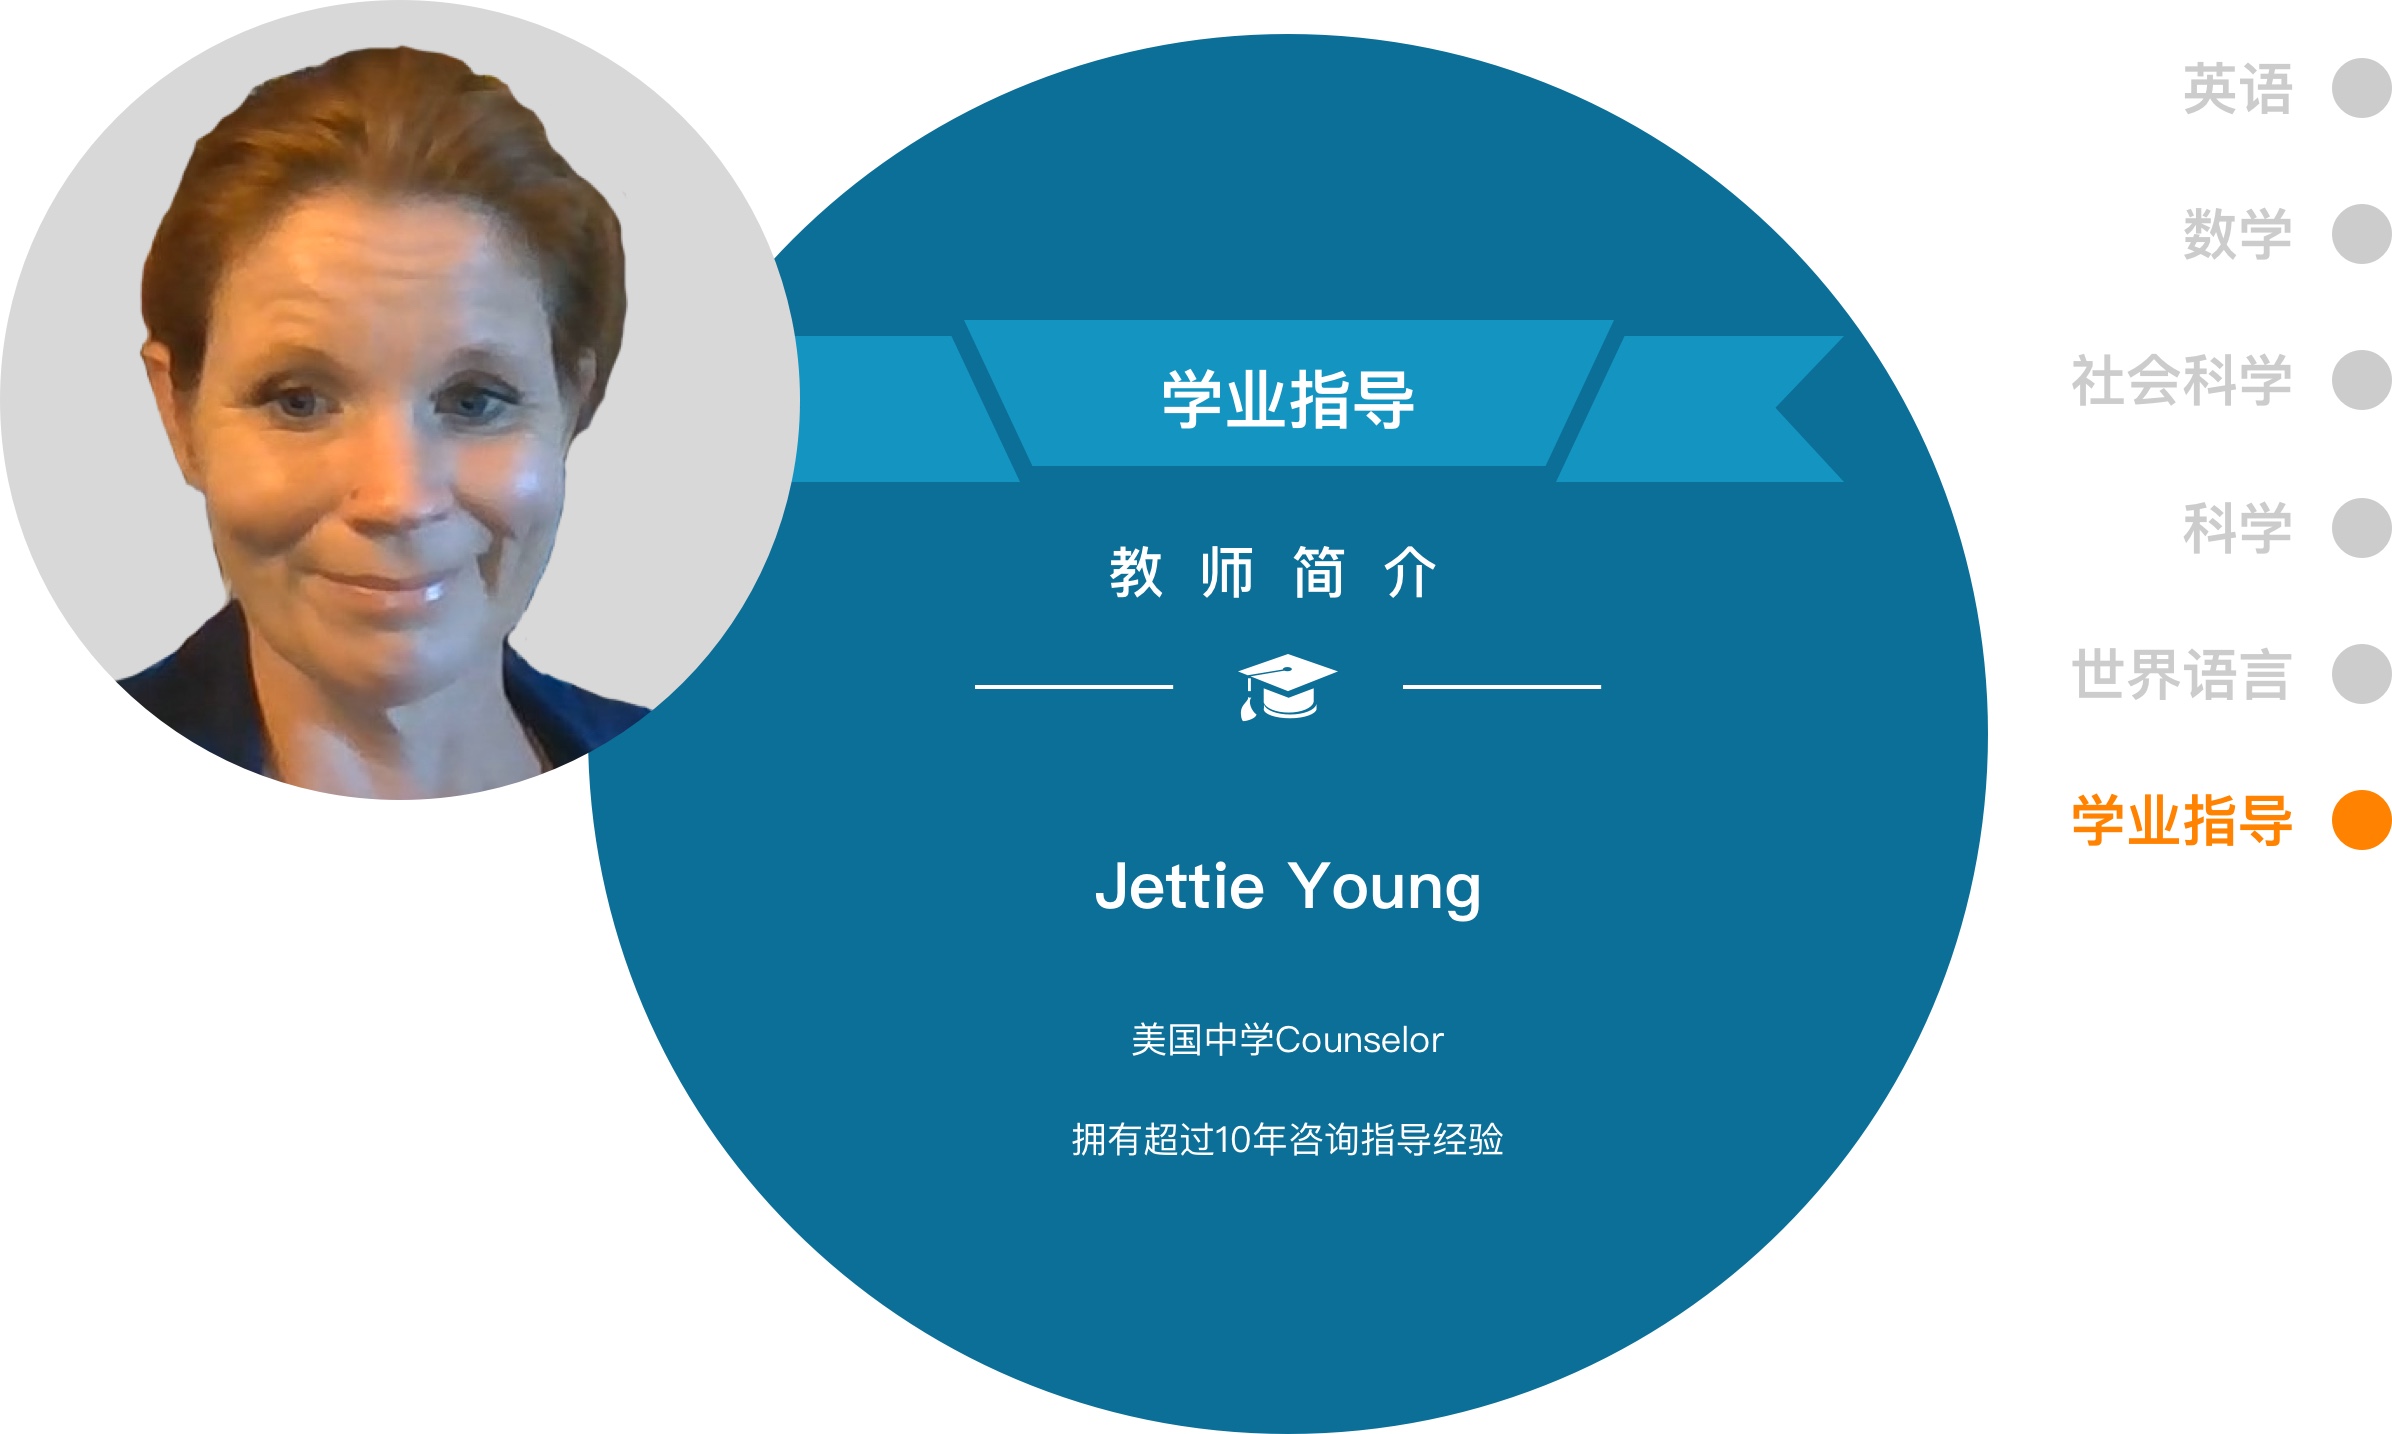 学业指导
教师简介
Jettie Young
美国中学Counselor
拥有超过10年咨询指导经验
英语
数学
社会科学
科学
世界语言
学业指导